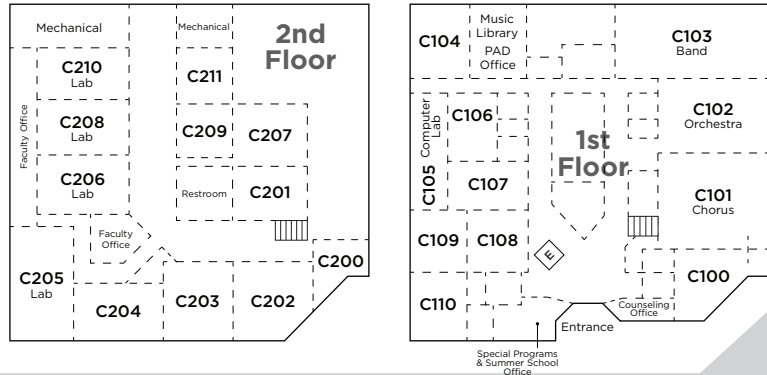 Mechanical
Mechanical
2nd
Floor
C210
Lab
C211
Faculty Office
C208
Lab
C209
C207
C206
Lab
Restroom
C201
Faculty
Office
C200
C205
Lab
C204
C203
C202
C104
Music
Library
PAD
Office
C103
Band
C105
Computer
Lab
C106
1st
Floor
C102
Orchestra
C107
C101
Chorus
C109
C108
E
C100
C110
Counseling
Office
Entrance
Special Programs
& Summer School
Office